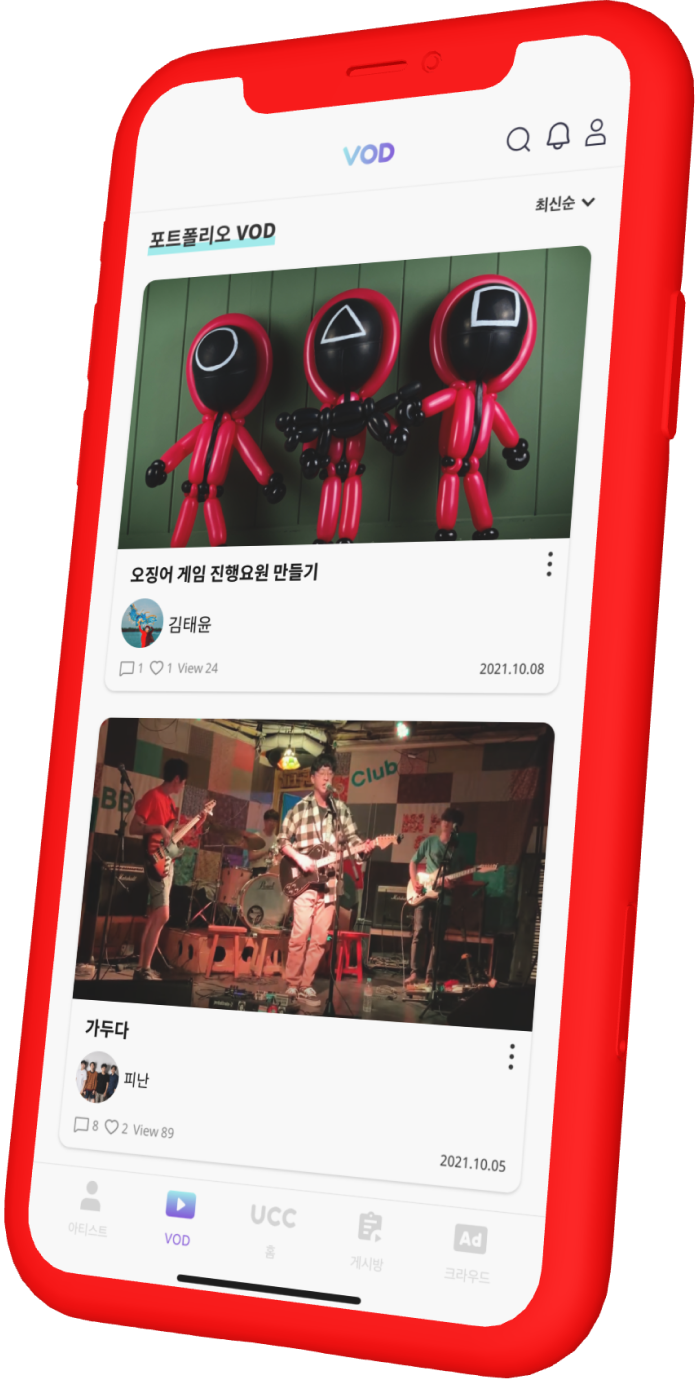 VOD
최신순
포트폴리오 VOD
오징어 게임 진행요원 만들기
김태윤
1 1 View 24
2021.10.08
BB
Club
가두다
피난
8 2 View 89
2021.10.05
아티스트
VOD
UCC
홈
게시방
Ad
크라우드